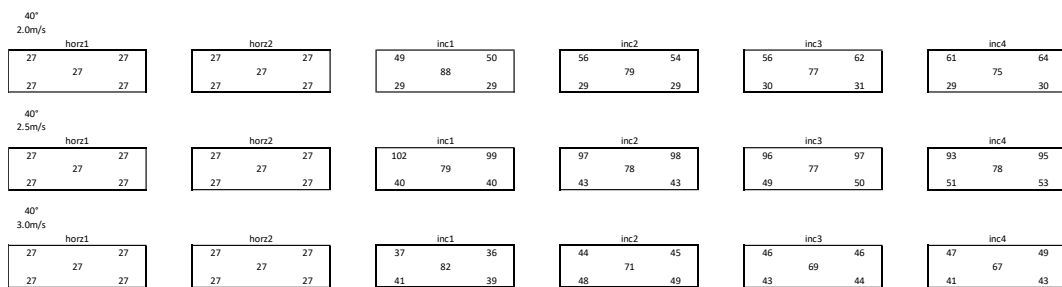 40°
2.0m/s
horz1 horz2 inc1 inc2 inc3 inc4
27 27 27 27 49 50 56 54 56 62 61 64
27 27 88 79 77 75
27 27 27 27 29 29 29 29 30 31 29 30
40°
2.5m/s
horz1 horz2 inc1 inc2 inc3 inc4
27 27 27 27 102 99 97 98 96 97 93 95
27 27 79 78 77 78
27 27 27 27 40 40 43 43 49 50 51 53
40°
3.0m/s
horz1 horz2 inc1 inc2 inc3 inc4
27 27 27 27 37 36 44 45 46 46 47 49
27 27 82 71 69 67
27 27 27 27 41 39 48 49 43 44 41 43